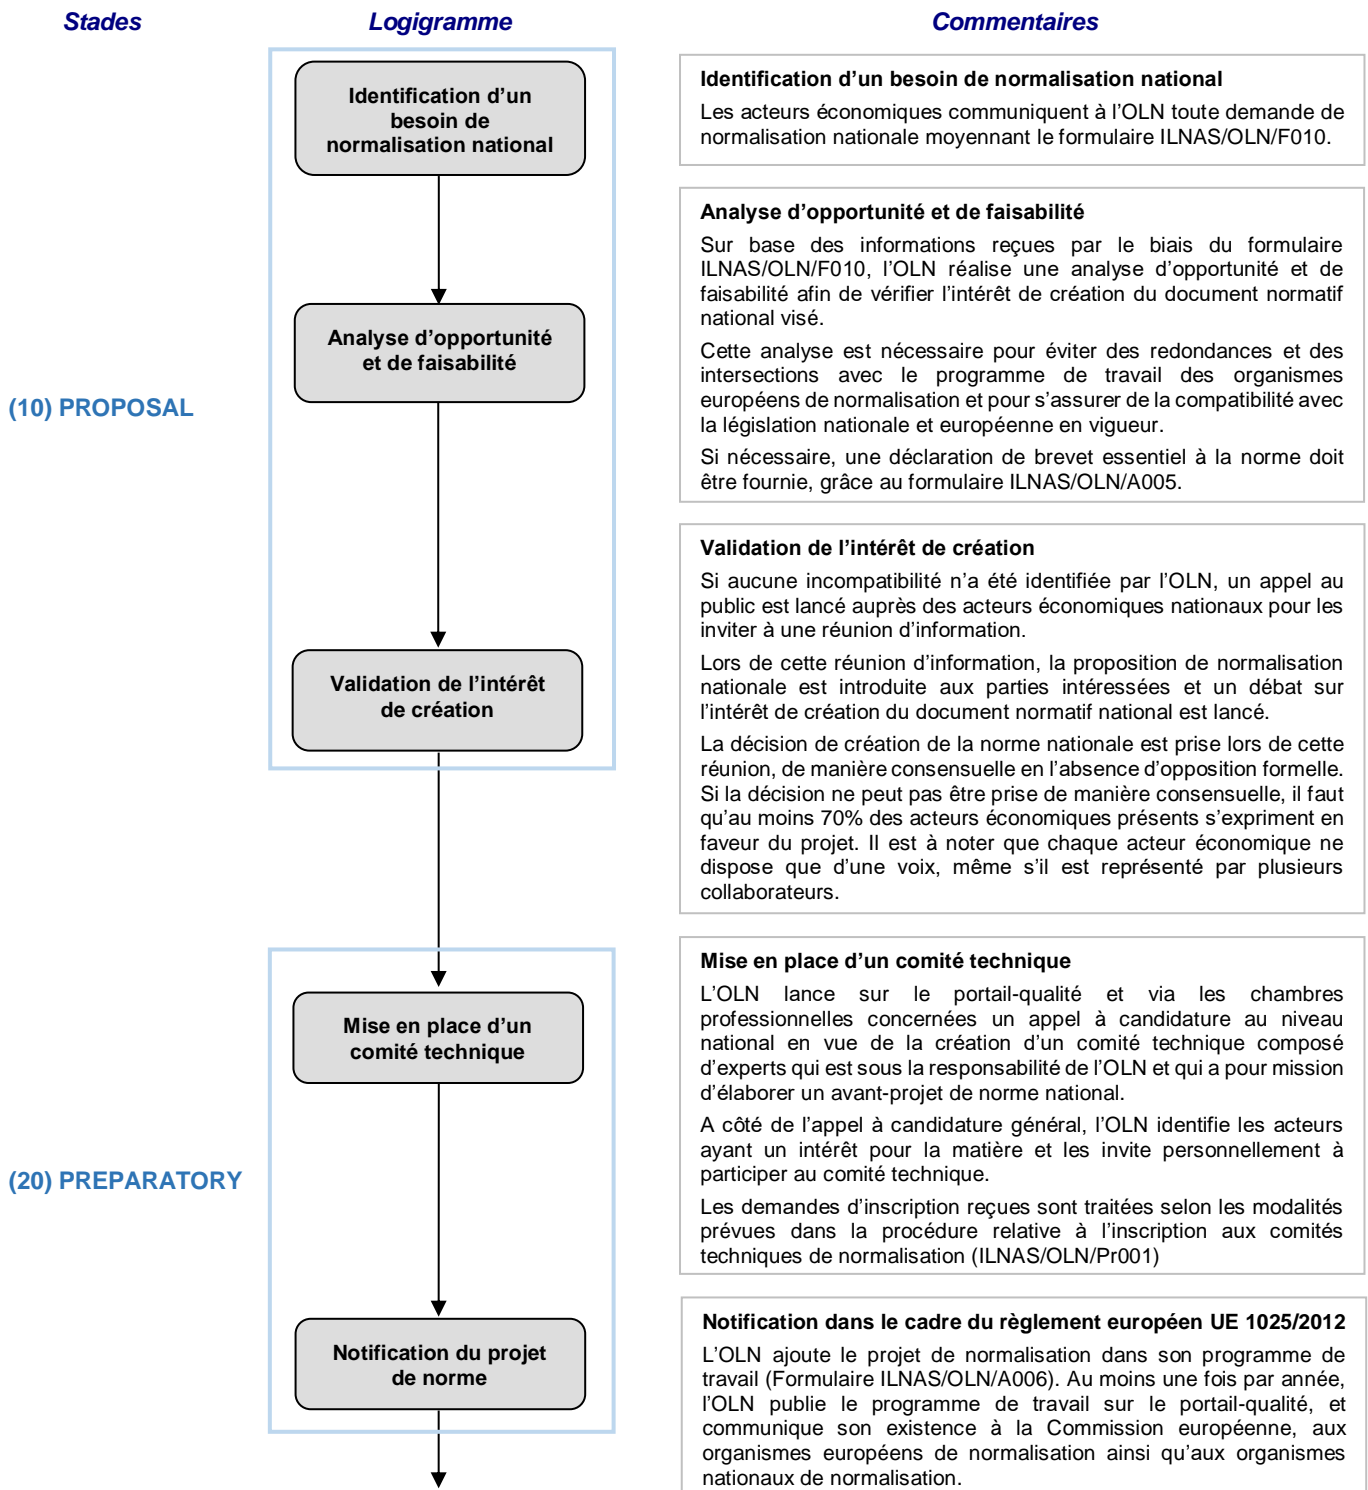 Stades
Logigramme
Commentaires
Identification d’un
besoin de
normalisation national
Identification d’un besoin de normalisation national
Les acteurs économiques communiquent à l’OLN toute demande de
normalisation nationale moyennant le formulaire ILNAS/OLN/F010.
(10) PROPOSAL
Analyse d’opportunité
et de faisabilité
Analyse d’opportunité et de faisabilité
Sur base des informations reçues par le biais du formulaire
ILNAS/OLN/F010, l’OLN réalise une analyse d’opportunité et de
faisabilité afin de vérifier l’intérêt de création du document normatif
national visé.
Cette analyse est nécessaire pour éviter des redondances et des
intersections avec le programme de travail des organismes
européens de normalisation et pour s’assurer de la compatibilité avec
la législation nationale et européenne en vigueur.
Si nécessaire, une déclaration de brevet essentiel à la norme doit
être fournie, grâce au formulaire ILNAS/OLN/A005.
Validation de l’intérêt
de création
Validation de l’intérêt de création
Si aucune incompatibilité n’a été identifiée par l’OLN, un appel au
public est lancé auprès des acteurs économiques nationaux pour les
inviter à une réunion d’information.
Lors de cette réunion d’information, la proposition de normalisation
nationale est introduite aux parties intéressées et un débat sur
l’intérêt de création du document normatif national est lancé.
La décision de création de la norme nationale est prise lors de cette
réunion, de manière consensuelle en l’absence d’opposition formelle.
Si la décision ne peut pas être prise de manière consensuelle, il faut
qu’au moins 70% des acteurs économiques présents s’expriment en
faveur du projet. Il est à noter que chaque acteur économique ne
dispose que d’une voix, même s’il est représenté par plusieurs
collaborateurs.
(20) PREPARATORY
Mise en place d’un
comité technique
Mise en place d’un comité technique
L’OLN lance sur le portail-qualité et via les chambres
professionnelles concernées un appel à candidature au niveau
national en vue de la création d’un comité technique composé
d’experts qui est sous la responsabilité de l’OLN et qui a pour mission
d’élaborer un avant-projet de norme national.
A côté de l’appel à candidature général, l’OLN identifie les acteurs
ayant un intérêt pour la matière et les invite personnellement à
participer au comité technique.
Les demandes d’inscription reçues sont traitées selon les modalités
prévues dans la procédure relative à l’inscription aux comités
techniques de normalisation (ILNAS/OLN/Pr001)
Notification du projet
de norme
Notification dans le cadre du règlement européen UE 1025/2012
L’OLN ajoute le projet de normalisation dans son programme de
travail (Formulaire ILNAS/OLN/A006). Au moins une fois par année,
l’OLN publie le programme de travail sur le portail-qualité, et
communique son existence à la Commission européenne, aux
organismes européens de normalisation ainsi qu’aux organismes
nationaux de normalisation.